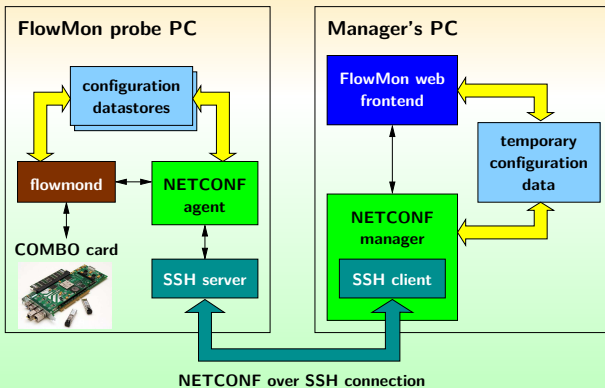 FlowMon probe PC
configuration
datastores
flowmond
NETCONF
agent
COMBO card
SSH server
Manager's PC
FlowMon web
frontend
temporary
configuration
data
NETCONF
manager
SSH client
NETCONF over SSH connection